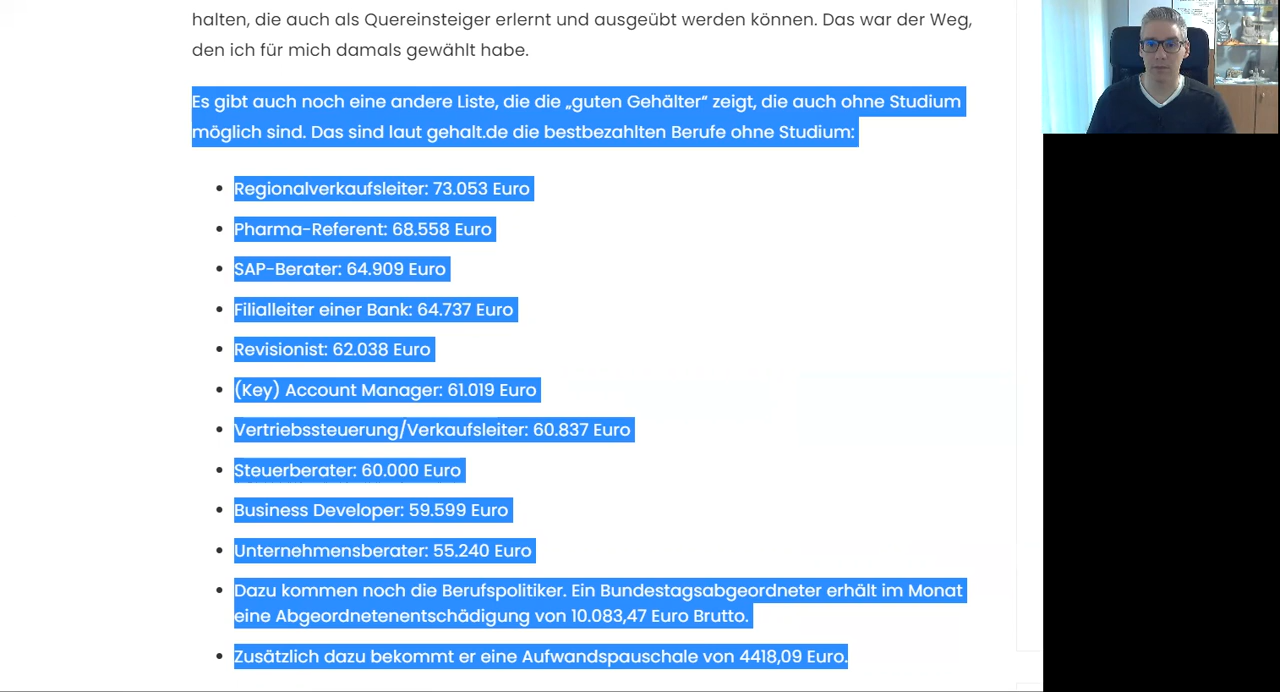 halten, die auch als Quereinsteiger erlernt und ausgeübt werden können. Das war der Weg,
den ich für mich damals gewählt habe.
Es gibt auch noch eine andere Liste, die die „guten Gehälter“ zeigt, die auch ohne Studium
möglich sind. Das sind laut gehalt.de die bestbezahlten Berufe ohne Studium:
• Regionalverkaufsleiter: 73.053 Euro
• Pharma-Referent: 68.558 Euro
• SAP-Berater: 64.909 Euro
• Filialleiter einer Bank: 64.737 Euro
• Revisionist: 62.038 Euro
• (Key) Account Manager: 61.019 Euro
• Vertriebssteuerung/Verkaufsleiter: 60.837 Euro
• Steuerberater: 60.000 Euro
• Business Developer: 59.599 Euro
• Unternehmensberater: 55.240 Euro
• Dazu kommen noch die Berufspolitiker. Ein Bundestagsabgeordneter erhält im Monat
eine Abgeordnetenentschädigung von 10.083,47 Euro Brutto.
• Zusätzlich dazu bekommt er eine Aufwandspauschale von 4418,09 Euro.